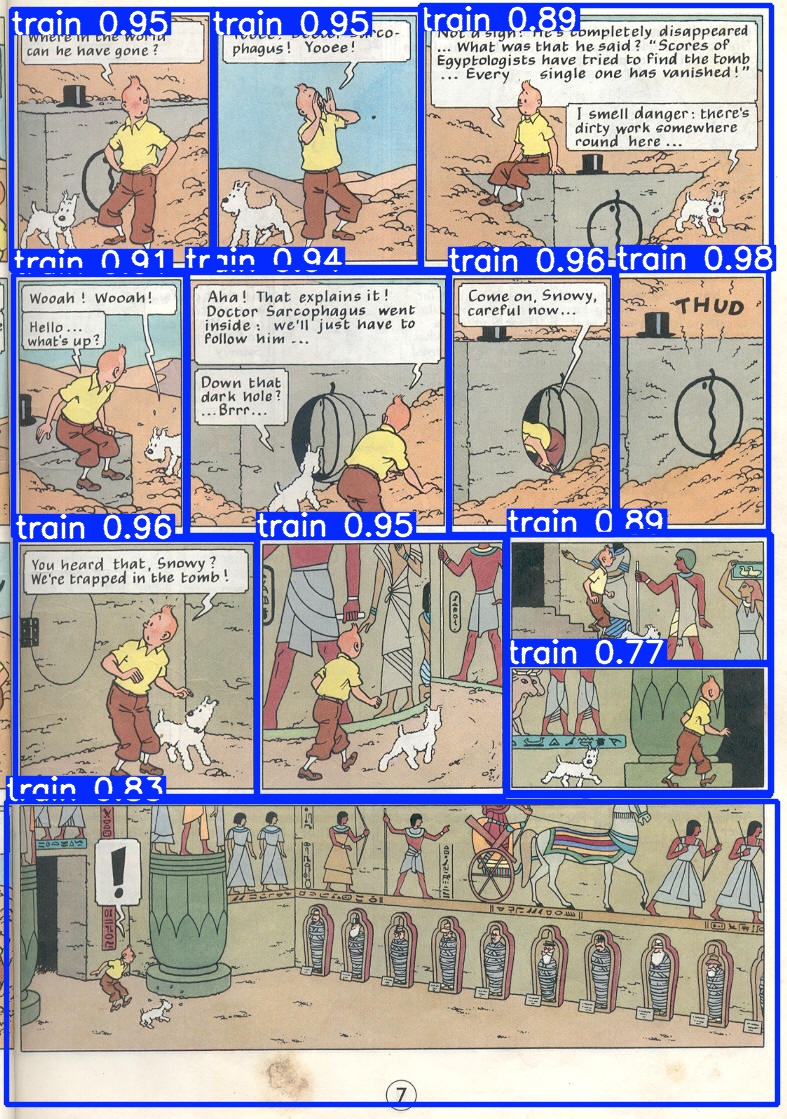 train 0.95
Where in the world
can he have gone?
train 0.95
phagus! Yooee!
train 0.89
Not a sign! He's completely disappeared
... What was that he said? "Scores of
Egyptologists have tried to find the tomb
... Every single one has vanished!"
I smell danger: there's
dirty work somewhere
round here ...
train 0.91
Wooah! Wooah!
Hello ...
what's up?
train 0.94
Aha! That explains it!
Doctor Sarcophagus went
inside: we'll just have to
follow him ...
Down that
dark hole?
...Brrr...
train 0.96
Come on, Snowy,
careful now...
train 0.98
THUD
train 0.96
You heard that, Snowy?
We're trapped in the tomb!
train 0.95
train 0.89
train 0.77
train 0.83
!
7